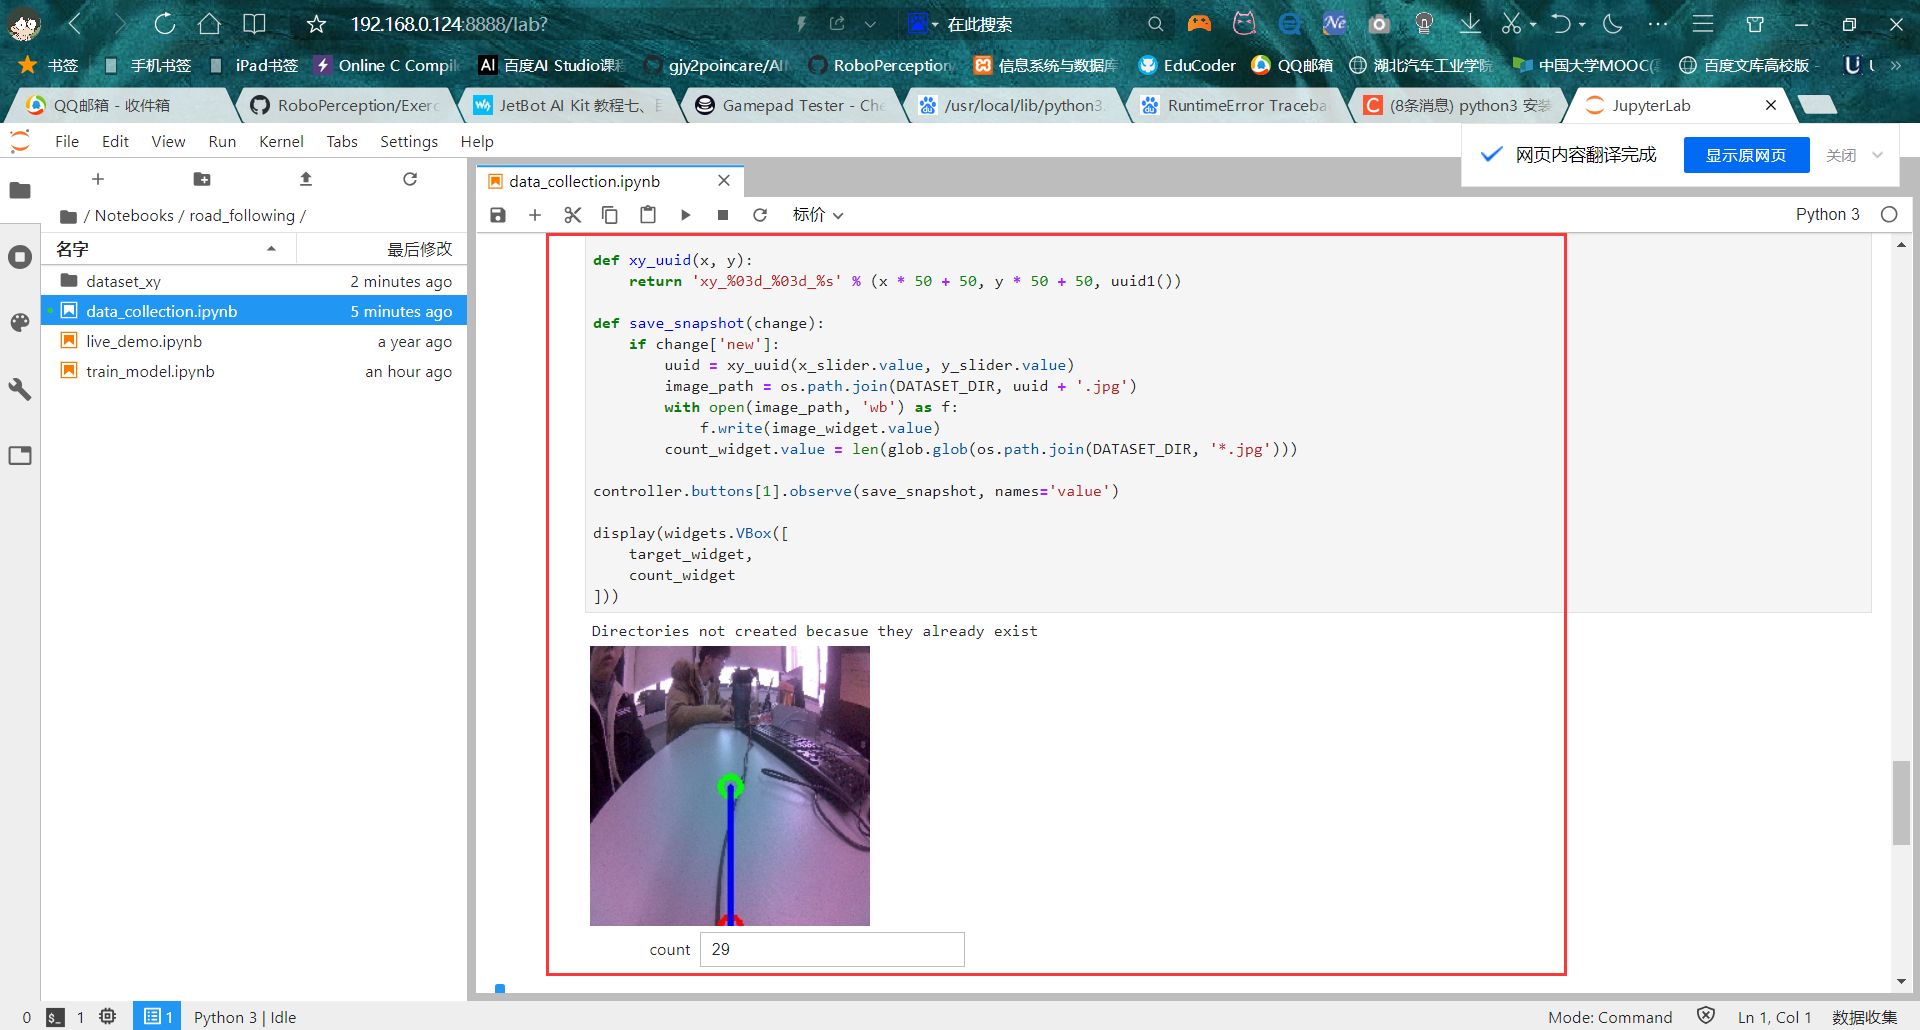 192.168.0.124:8888/lab?
在此搜索
书签
手机书签
iPad书签
Online C Compil
百度AI Studio课程
gjy2poincare/AI
RoboPerception
信息系统与数据库
EduCoder
QQ邮箱
湖北汽车工业学院
中国大学MOOC(
百度文库高校版 -
QQ邮箱 - 收件箱
RoboPerception/Exerc
JetBot AI Kit 教程七、
Gamepad Tester - Che
/usr/local/lib/python3.
RuntimeError Traceba
(8条消息) python3 安装
JupyterLab
File Edit View Run Kernel Tabs Settings Help
网页内容翻译完成
显示原网页
关闭
/ Notebooks / road_following /
名字 最后修改
dataset_xy 2 minutes ago
data_collection.ipynb 5 minutes ago
live_demo.ipynb a year ago
train_model.ipynb an hour ago
data_collection.ipynb
标价
Python 3
def xy_uuid(x, y):
    return 'xy_%03d_%03d_%s' % (x * 50 + 50, y * 50 + 50, uuid1())
def save_snapshot(change):
    if change['new']:
        uuid = xy_uuid(x_slider.value, y_slider.value)
        image_path = os.path.join(DATASET_DIR, uuid + '.jpg')
        with open(image_path, 'wb') as f:
            f.write(image_widget.value)
        count_widget.value = len(glob.glob(os.path.join(DATASET_DIR, '*.jpg')))
controller.buttons[1].observe(save_snapshot, names='value')
display(widgets.VBox([
    target_widget,
    count_widget
]))
Directories not created becasue they already exist
count 29
0 1 1 Python 3 | Idle
Mode: Command Ln 1, Col 1 数据收集